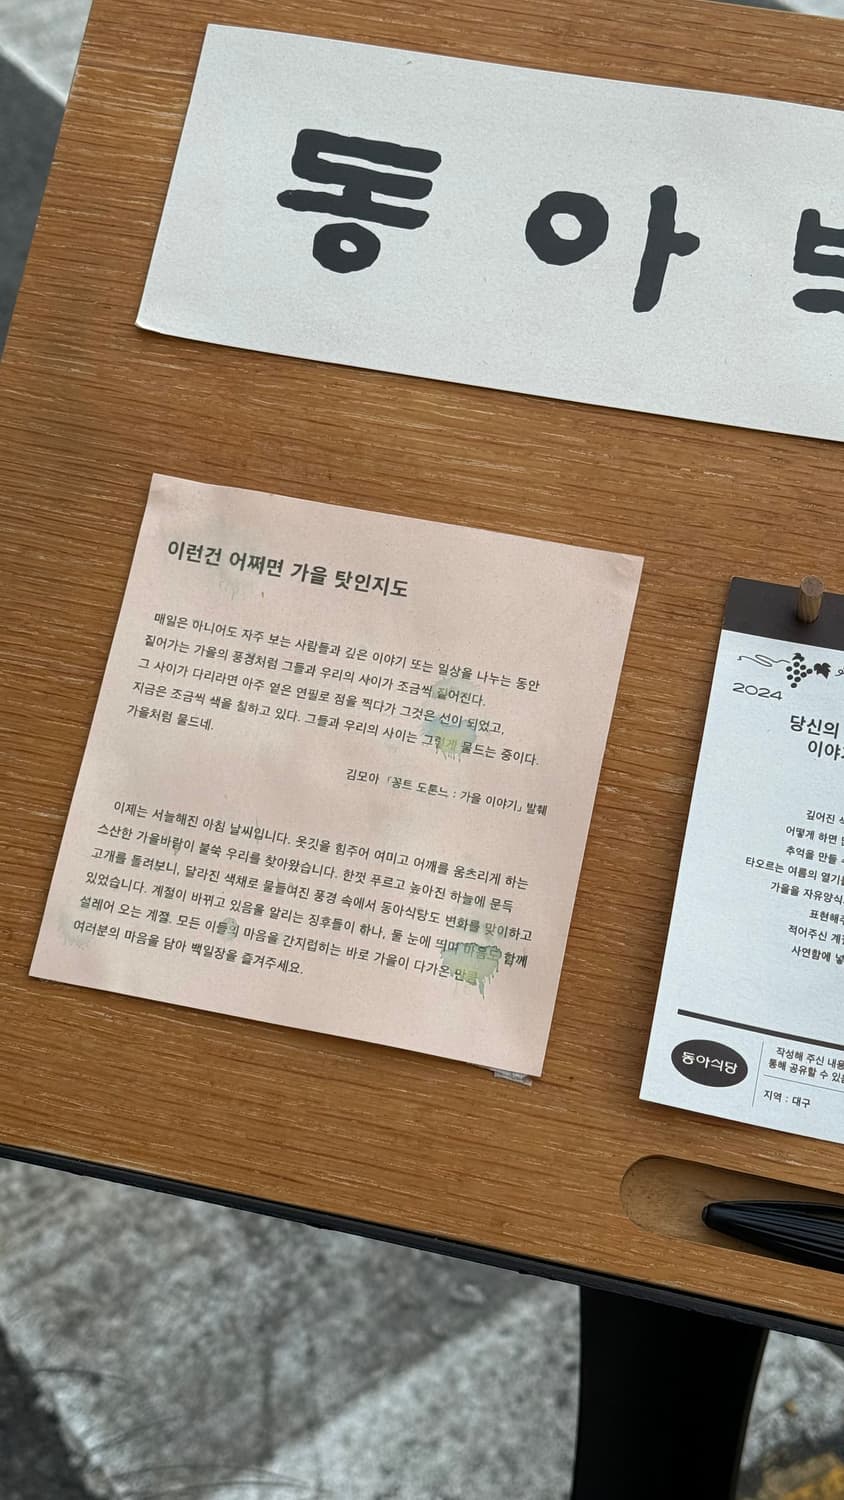 동 아
이런건 어쩌면 가을 탓인지도
매일은 아니어도 자주 보는 사람들과 깊은 이야기 또는 일상을 나누는 동안
짙어가는 가을의 풍경처럼 그들과 우리의 사이가 조금씩 짙어진다.
그 사이가 다리라면 아주 옅은 연필로 점을 찍다가 그것은 선이 되었고,
지금은 조금씩 색을 칠하고 있다. 그들과 우리의 사이는 그렇게 물드는 중이다.
가을처럼 물드네.
김모아 「꽁트 도톤느 : 가을 이야기」 발췌
이제는 서늘해진 아침 날씨입니다. 옷깃을 힘주어 여미고 어깨를 움츠리게 하는
스산한 가을바람이 불쑥 우리를 찾아왔습니다. 한껏 푸르고 높아진 하늘에 문득
고개를 돌려보니, 달라진 색채로 물들여진 풍경 속에서 동아식당도 변화를 맞이하고
있었습니다. 계절이 바뀌고 있음을 알리는 징후들이 하나, 둘 눈에 띄며 마음도 함께
설레어 오는 계절. 모든 이들의 마음을 간지럽히는 바로 가을이 다가온 만큼
여러분의 마음을 담아 백일장을 즐겨주세요.
2024
당신의
이야기
깊어진
어떻게 하면
추억을 만들
타오르는 여름의 열기를
가을을 자유양식
표현해주
적어주신
사연함에
동아식당
작성해 주신 내용
통해 공유할 수 있
지역 : 대구